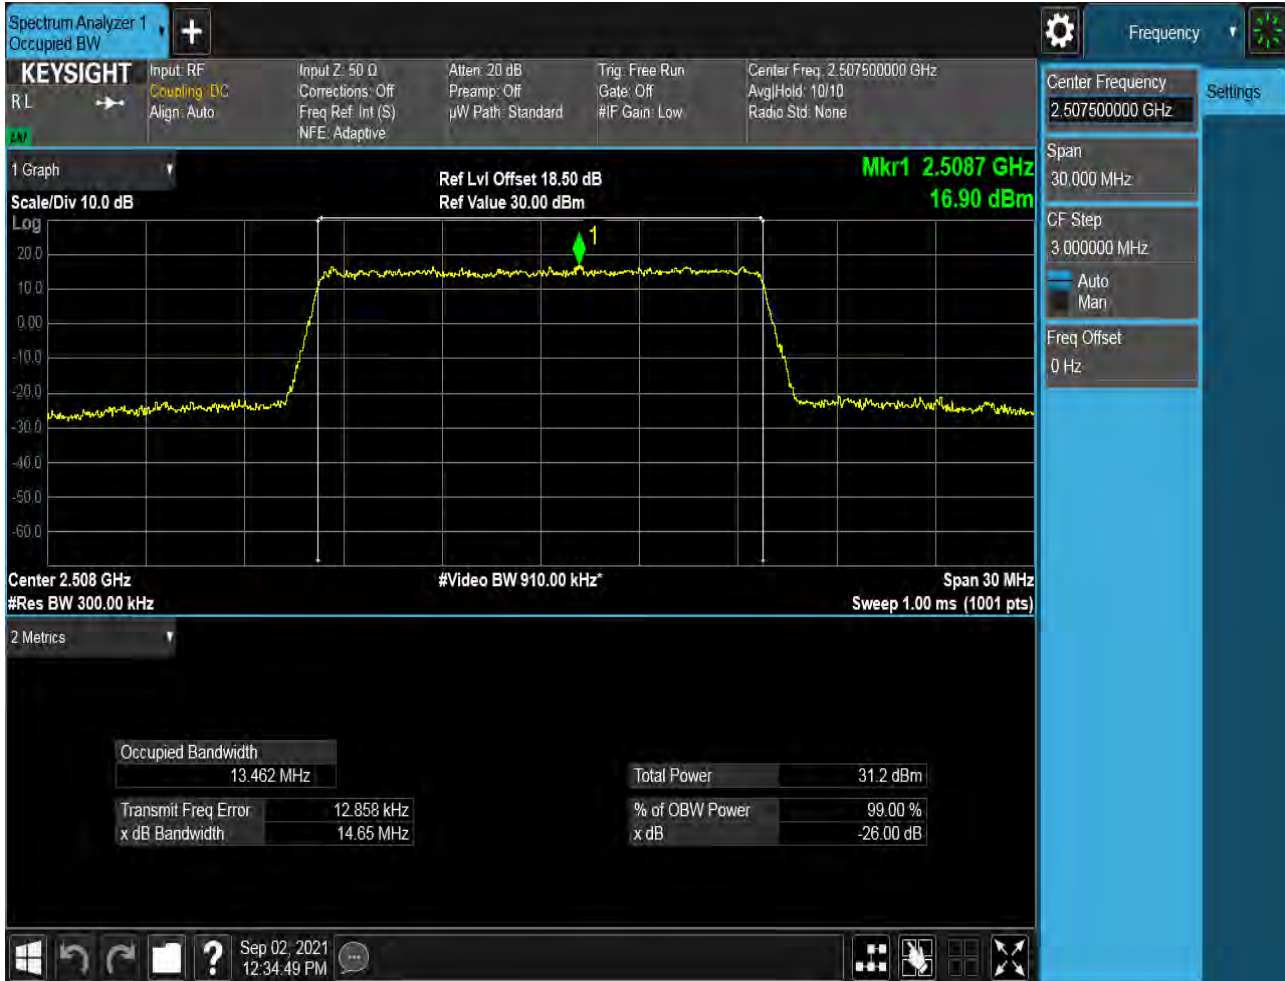 Spectrum Analyzer 1
Occupied BW
Frequency
KEYSIGHT
R L
LXI
Input: RF
Coupling: DC
Align: Auto
Input Z: 50 Ω
Corrections: Off
Freq Ref: Int (S)
NFE: Adaptive
Atten: 20 dB
Preamp: Off
µW Path: Standard
Trig: Free Run
Gate: Off
#IF Gain: Low
Center Freq: 2.507500000 GHz
Avg|Hold: 10/10
Radio Std: None
Center Frequency
2.507500000 GHz
Settings
Span
30.000 MHz
CF Step
3.000000 MHz
Auto
Man
Freq Offset
0 Hz
1 Graph
Scale/Div 10.0 dB
Ref Lvl Offset 18.50 dB
Ref Value 30.00 dBm
Mkr1 2.5087 GHz
16.90 dBm
Log
1
20.0
10.0
0.00
-10.0
-20.0
-30.0
-40.0
-50.0
-60.0
Center 2.508 GHz
#Video BW 910.00 kHz*
Span 30 MHz
#Res BW 300.00 kHz
Sweep 1.00 ms (1001 pts)
2 Metrics
Occupied Bandwidth
13.462 MHz
Total Power 31.2 dBm
Transmit Freq Error 12.858 kHz
% of OBW Power 99.00 %
x dB Bandwidth 14.65 MHz
x dB -26.00 dB
?
Sep 02, 2021
12:34:49 PM